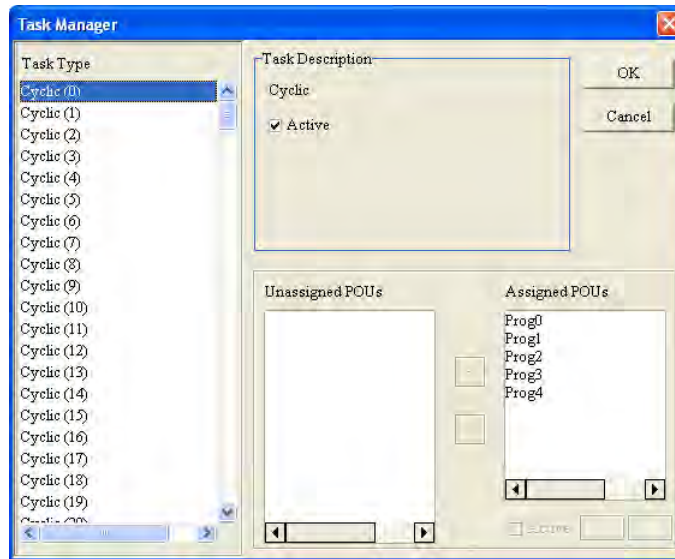 Task Manager
Task Type
Cyclic (0)
Cyclic (1)
Cyclic (2)
Cyclic (3)
Cyclic (4)
Cyclic (5)
Cyclic (6)
Cyclic (7)
Cyclic (8)
Cyclic (9)
Cyclic (10)
Cyclic (11)
Cyclic (12)
Cyclic (13)
Cyclic (14)
Cyclic (15)
Cyclic (16)
Cyclic (17)
Cyclic (18)
Cyclic (19)
Cyclic (20)
Task Description
Cyclic
Active
OK
Cancel
Unassigned POUs
Assigned POUs
Prog0
Prog1
Prog2
Prog3
Prog4
Active